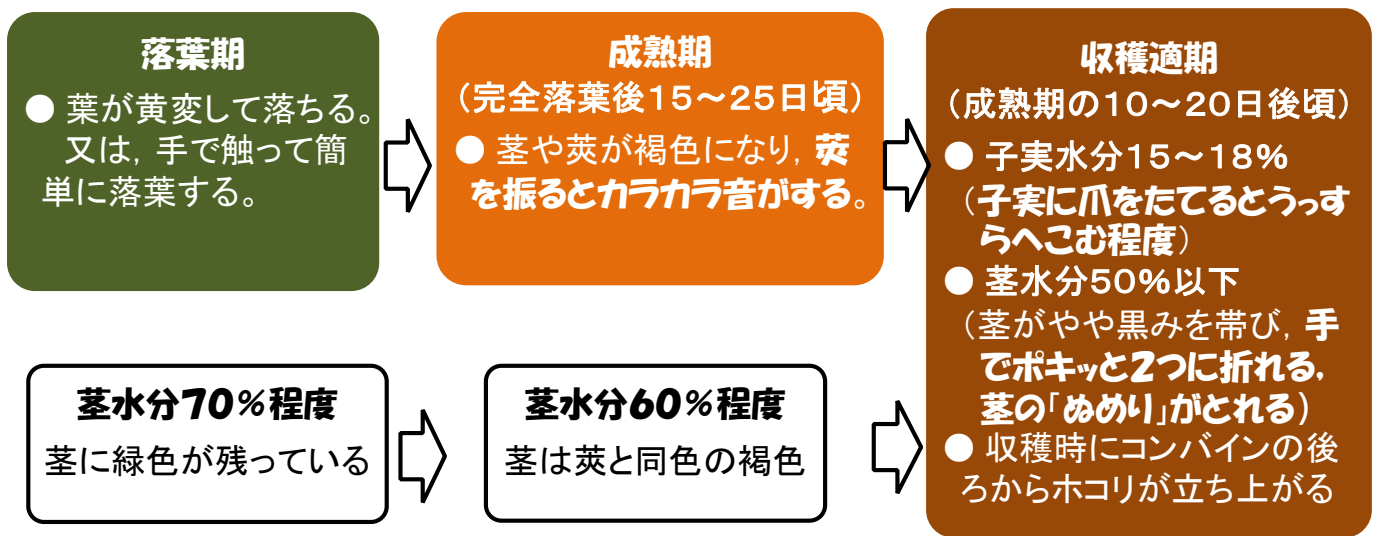 落葉期
● 葉が黄変して落ちる。
又は，手で触って簡
単に落葉する。
成熟期
（完全落葉後１５～２５日頃）
● 茎や莢が褐色になり，莢
を振るとカラカラ音がする。
収穫適期
（成熟期の１０～２０日後頃）
● 子実水分１５～１８％
（子実に爪をたてるとうっす
らへこむ程度）
● 茎水分５０％以下
（茎がやや黒みを帯び，手
でポキッと２つに折れる，
茎の「ぬめり」がとれる）
● 収穫時にコンバインの後
ろからホコリが立ち上がる
茎水分７０％程度
茎に緑色が残っている
茎水分６０％程度
茎は莢と同色の褐色